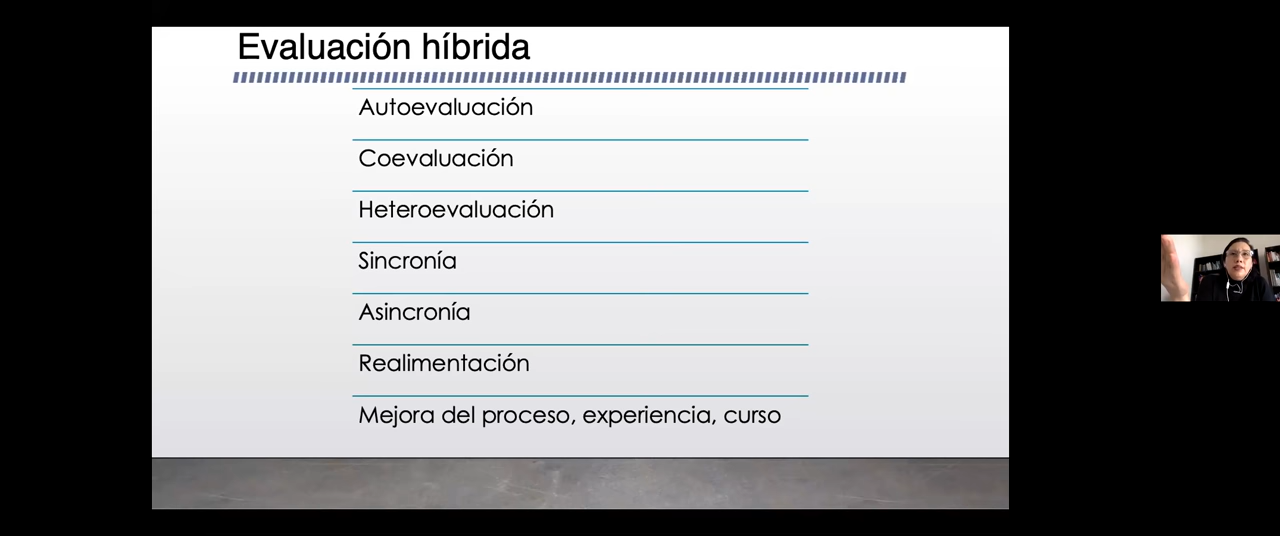 Evaluación híbrida
Autoevaluación
Coevaluación
Heteroevaluación
Sincronía
Asincronía
Realimentación
Mejora del proceso, experiencia, curso